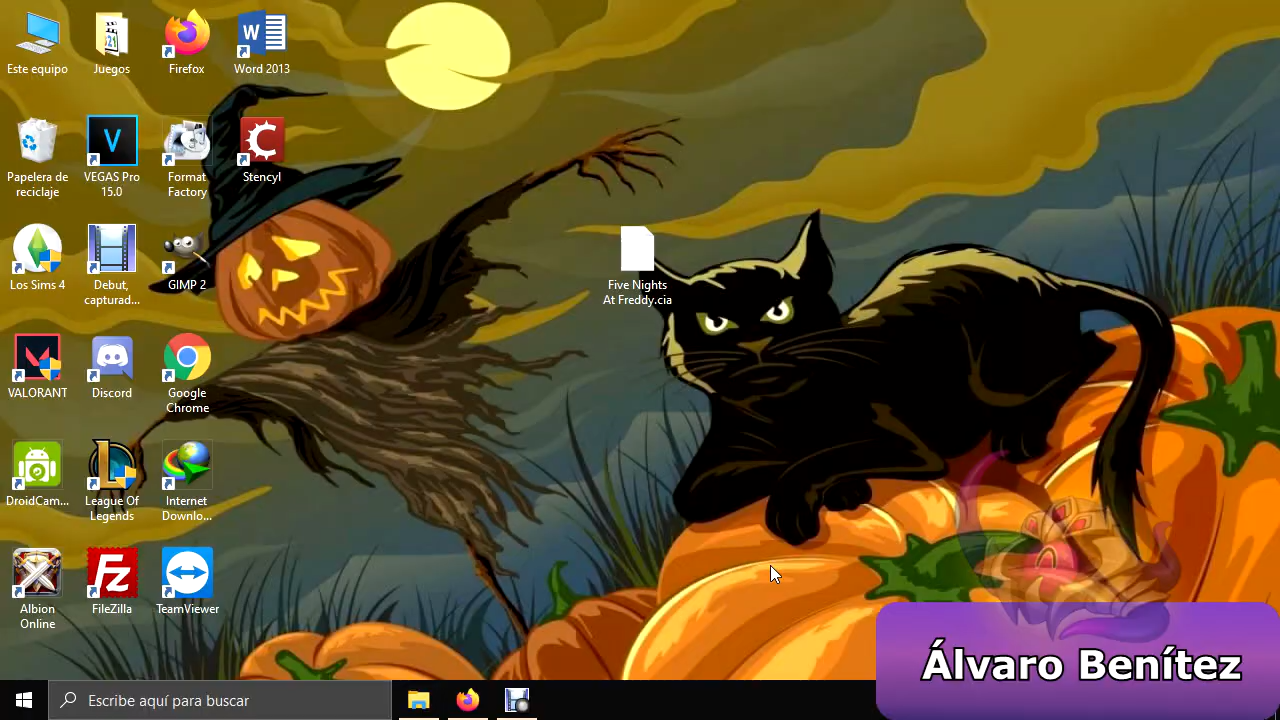 Este equipo
Juegos
Firefox
Word 2013
Papelera de
reciclaje
VEGAS Pro
15.0
Format
Factory
Stencyl
Los Sims 4
Debut,
capturad...
GIMP 2
Five Nights
At Freddy.cia
VALORANT
Discord
Google
Chrome
DroidCam...
League Of
Legends
Internet
Downlo...
Albion
Online
FileZilla
TeamViewer
Escribe aquí para buscar
Álvaro Benítez